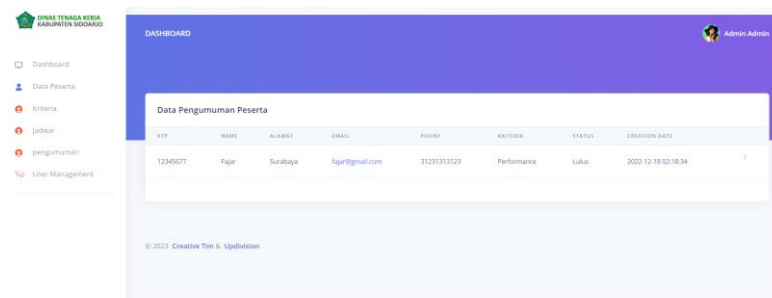 DINAS TENAGA KERJA
KABUPATEN SIDOARJO
DASHBOARD
Admin Admin
Dashboard
Data Peserta
Kriteria
Jadwal
pengumuman
User Management
Data Pengumuman Peserta
KTP NAME ALAMAT EMAIL PHONE KRITERIA STATUS CREATION DATE
12345677 Fajar Surabaya fajar@gmail.com 31231313123 Performance Lulus 2022-12-18 02:18:34
© 2023 Creative Tim & Updivision